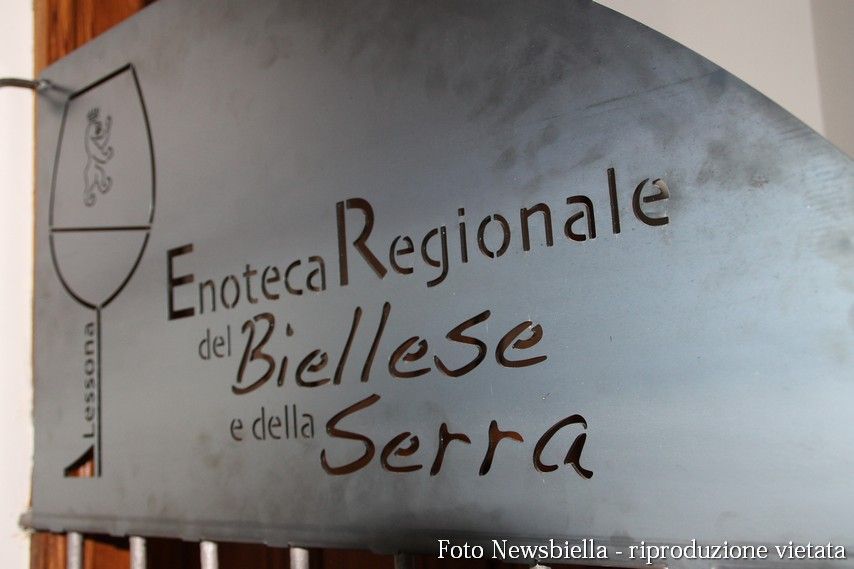 Enoteca Regionale
del Biellese
e della Serra
Lessona
Foto Newsbiella - riproduzione vietata